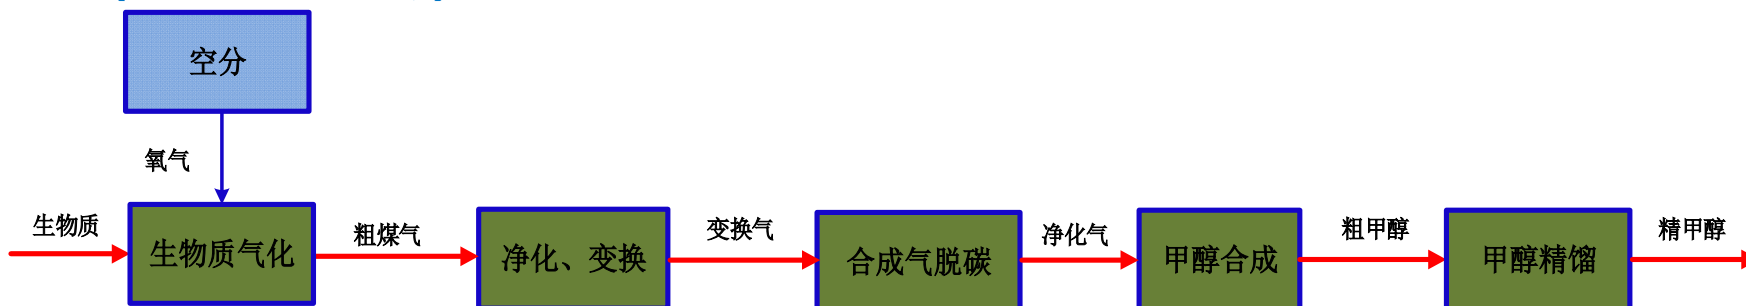 空分
氧气
生物质
生物质气化
粗煤气
净化、变换
变换气
合成气脱碳
净化气
甲醇合成
粗甲醇
甲醇精馏
精甲醇